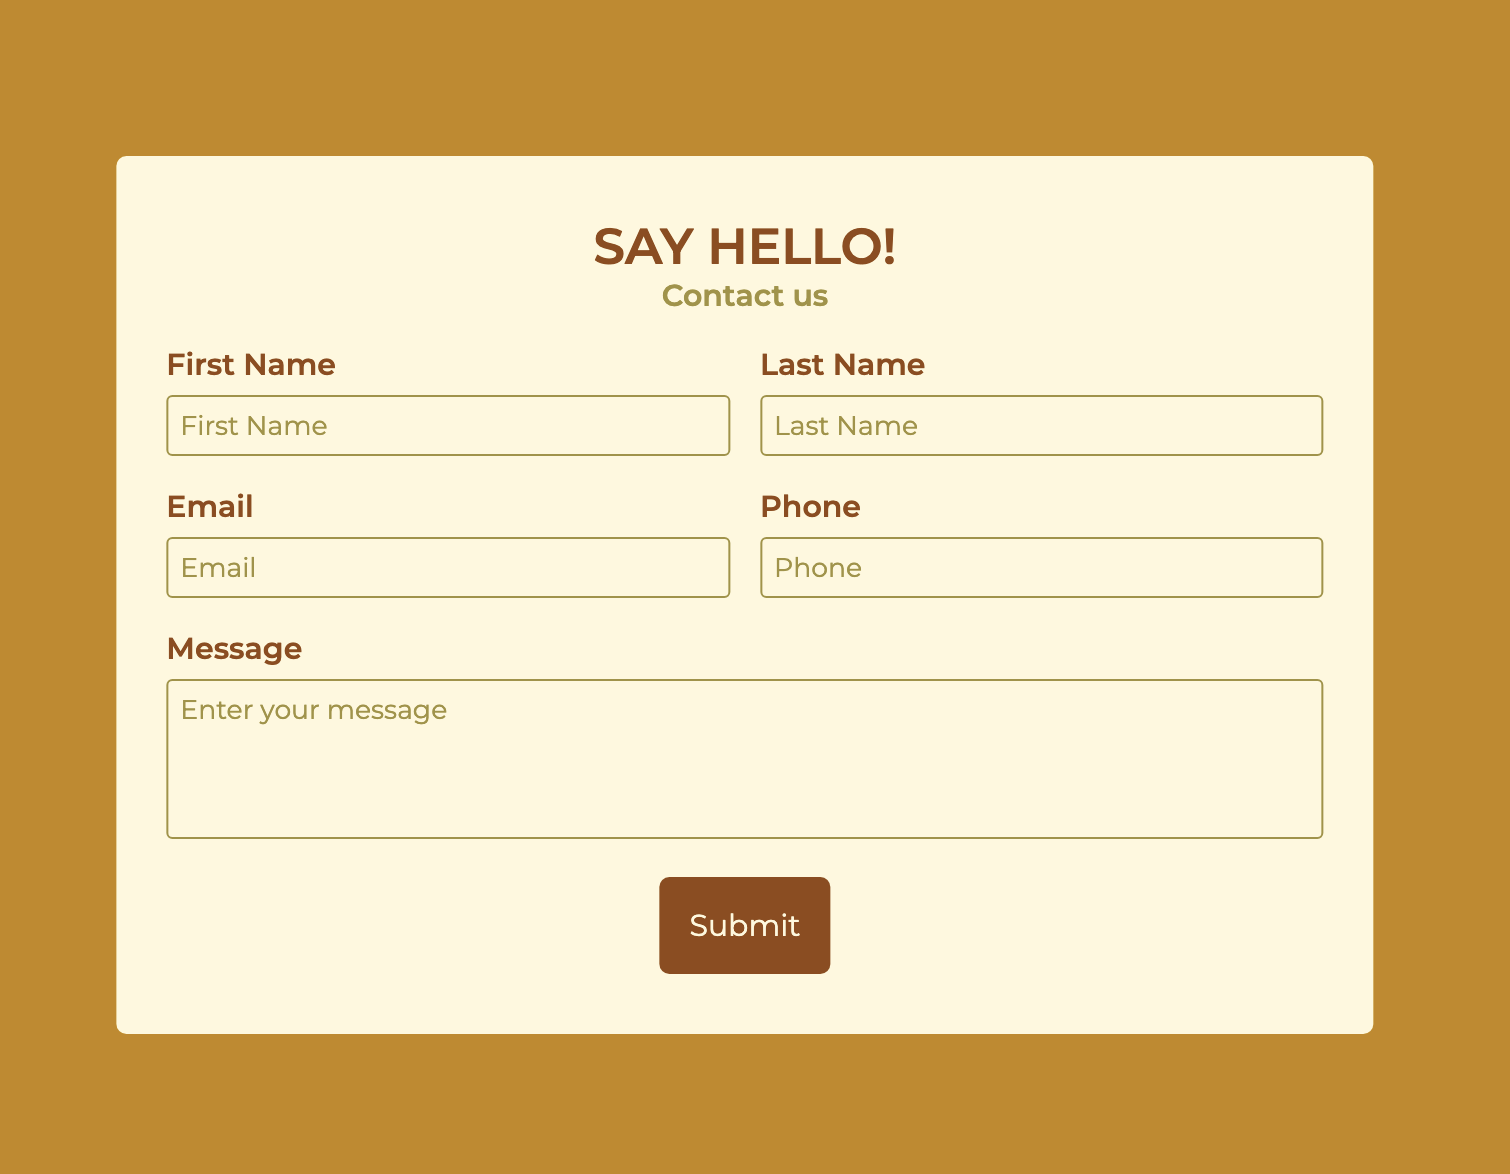 SAY HELLO!
Contact us
First Name
Last Name
First Name
Last Name
Email
Phone
Email
Phone
Message
Enter your message
Submit